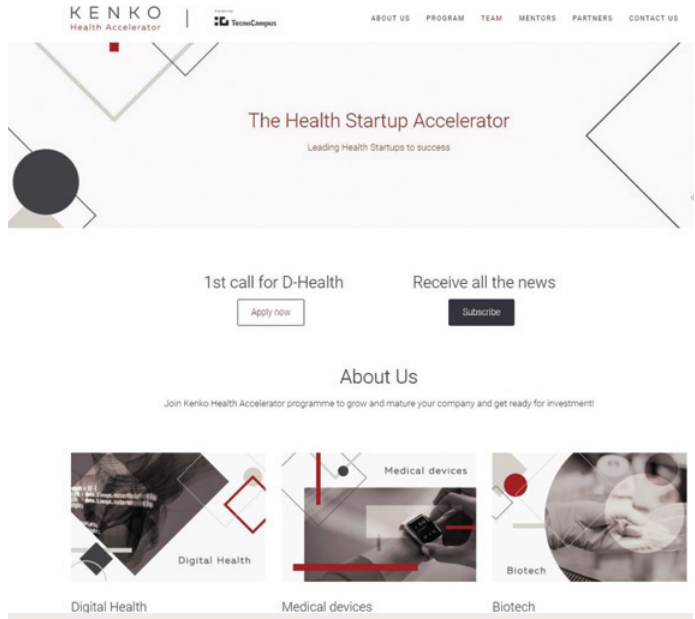 KENKO
Health Accelerator
TecnoCampus
ABOUT US PROGRAM TEAM MENTORS PARTNERS CONTACT US
The Health Startup Accelerator
Leading Health Startups to success
1st call for D-Health
Receive all the news
Apply now
Subscribe
About Us
Join Kenko Health Accelerator programme to grow and mature your company and get ready for investment!
Digital Health
Medical devices
Biotech
Digital Health
Medical devices
Biotech